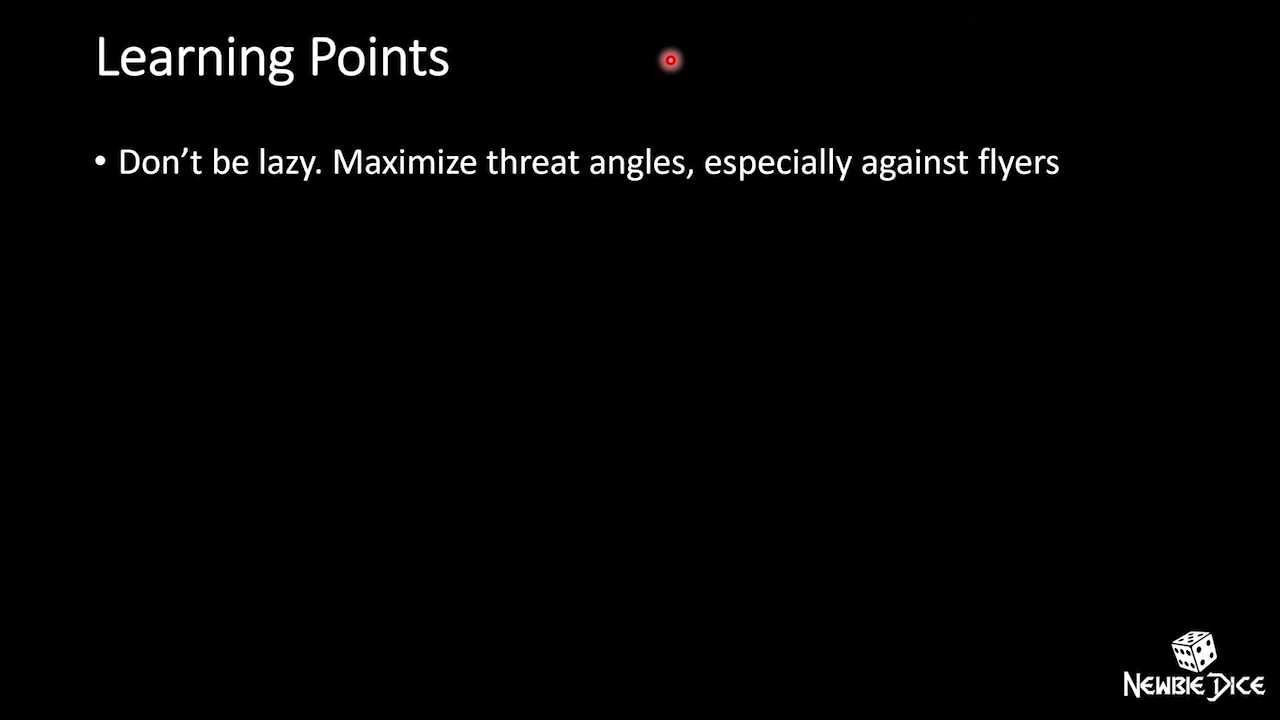 Learning Points
• Don’t be lazy. Maximize threat angles, especially against flyers
NEWBIE DICE